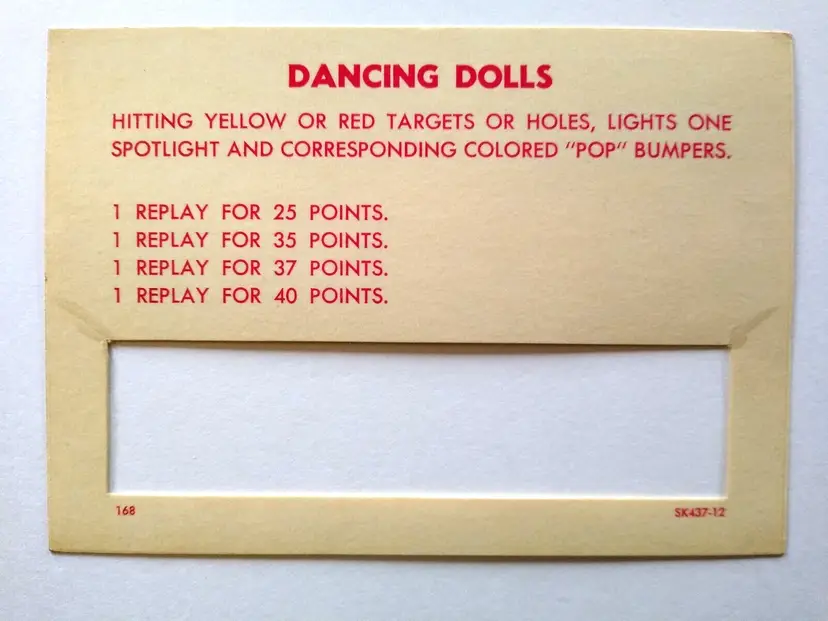 DANCING DOLLS
HITTING YELLOW OR RED TARGETS OR HOLES, LIGHTS ONE
SPOTLIGHT AND CORRESPONDING COLORED "POP" BUMPERS.
1 REPLAY FOR 25 POINTS.
1 REPLAY FOR 35 POINTS.
1 REPLAY FOR 37 POINTS.
1 REPLAY FOR 40 POINTS.
168
SK437-12